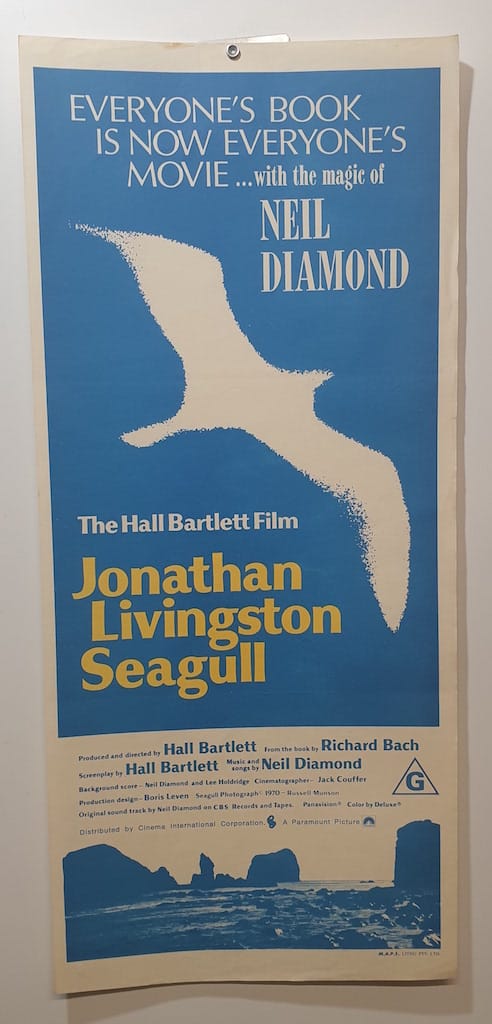 EVERYONE'S BOOK
IS NOW EVERYONE'S
MOVIE ...with the magic of
NEIL
DIAMOND
The Hall Bartlett Film
Jonathan
Livingston
Seagull
Produced and directed by Hall Bartlett From the book by Richard Bach
Screenplay by Hall Bartlett Music and songs by Neil Diamond
Background score – Neil Diamond and Lee Holdridge Cinematographer– Jack Couffer
G
Production design– Boris Leven Seagull Photograph © 1970 – Russell Munson
Original sound track by Neil Diamond on CBS Records and Tapes. Panavision® Color by Deluxe®
Distributed by Cinema International Corporation. A Paramount Picture
M.A.P.S. LITHO PTY. LTD.